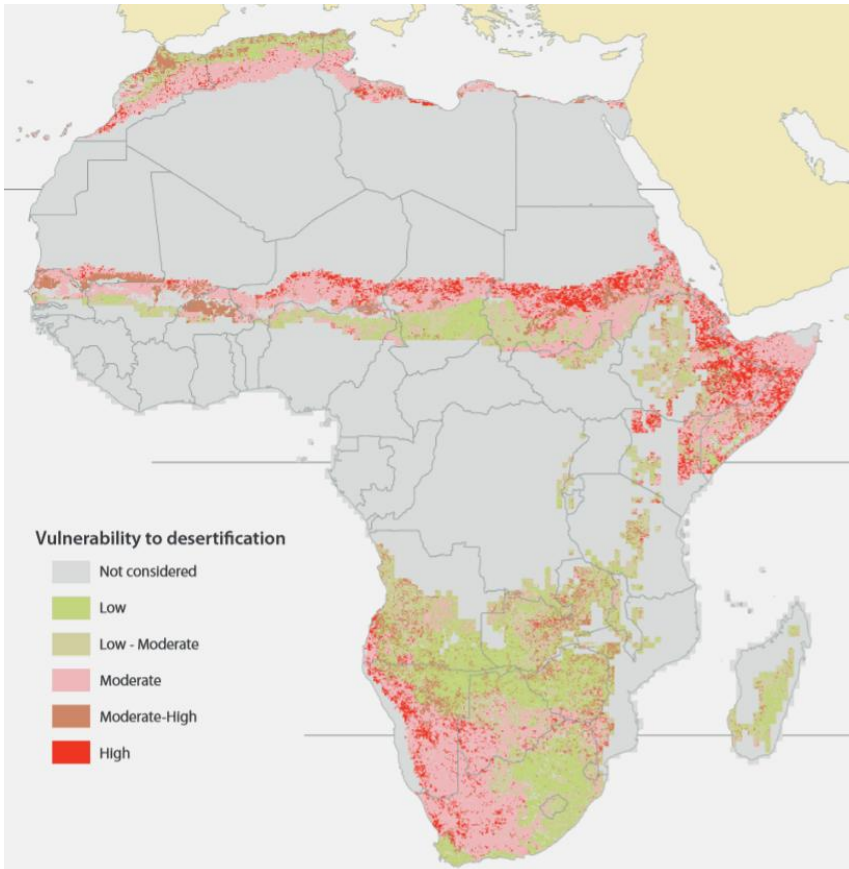 Vulnerability to desertification
Not considered
Low
Low - Moderate
Moderate
Moderate-High
High